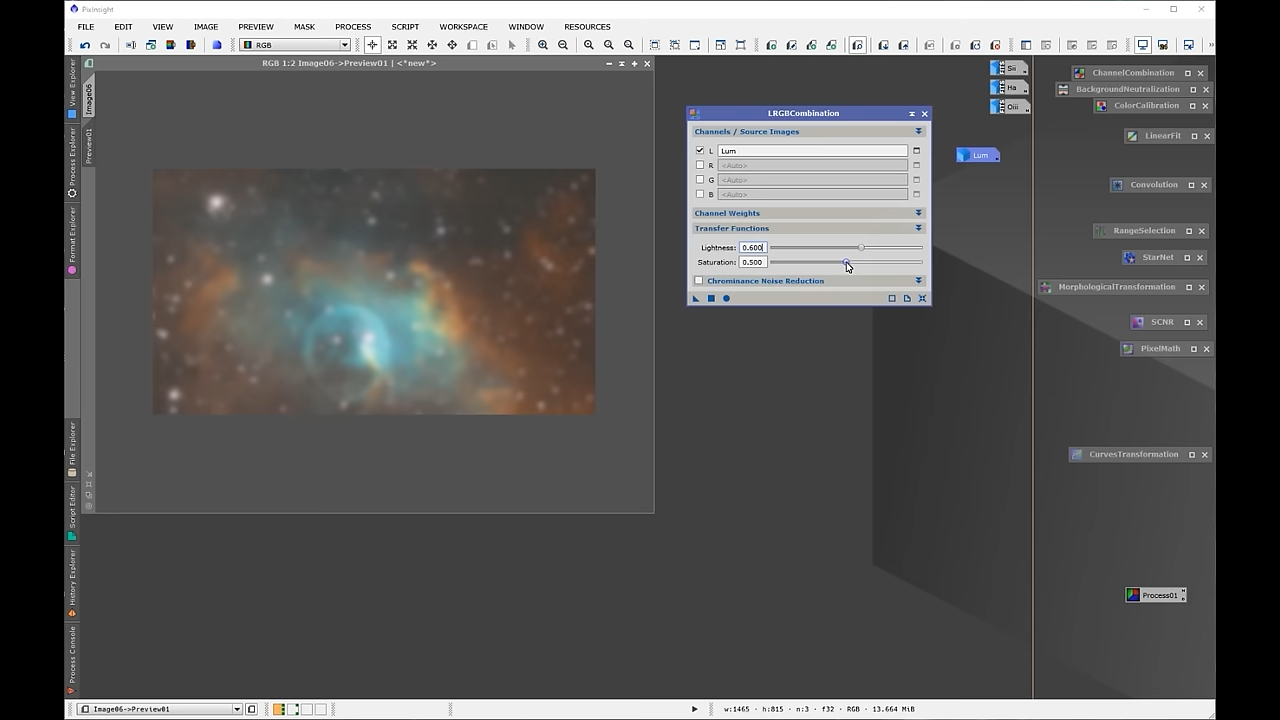 PixInsight
FILE EDIT VIEW IMAGE PREVIEW MASK PROCESS SCRIPT WORKSPACE WINDOW RESOURCES
RGB
RGB 1:2 Image06->Preview01 | <*new*>
View Explorer
Process Explorer
Format Explorer
File Explorer
Script Editor
History Explorer
Process Console
Image06
Preview01
LRGBCombination
Channels / Source Images
L Lum
R <Auto>
G <Auto>
B <Auto>
Channel Weights
Transfer Functions
Lightness: 0.600
Saturation: 0.500
Chrominance Noise Reduction
Sii
Ha
Oiii
Lum
ChannelCombination
BackgroundNeutralization
ColorCalibration
LinearFit
Convolution
RangeSelection
StarNet
MorphologicalTransformation
SCNR
PixelMath
CurvesTransformation
Process01
Image06->Preview01
w:1465 · h:815 · n:3 · f32 · RGB · 13.664 MiB